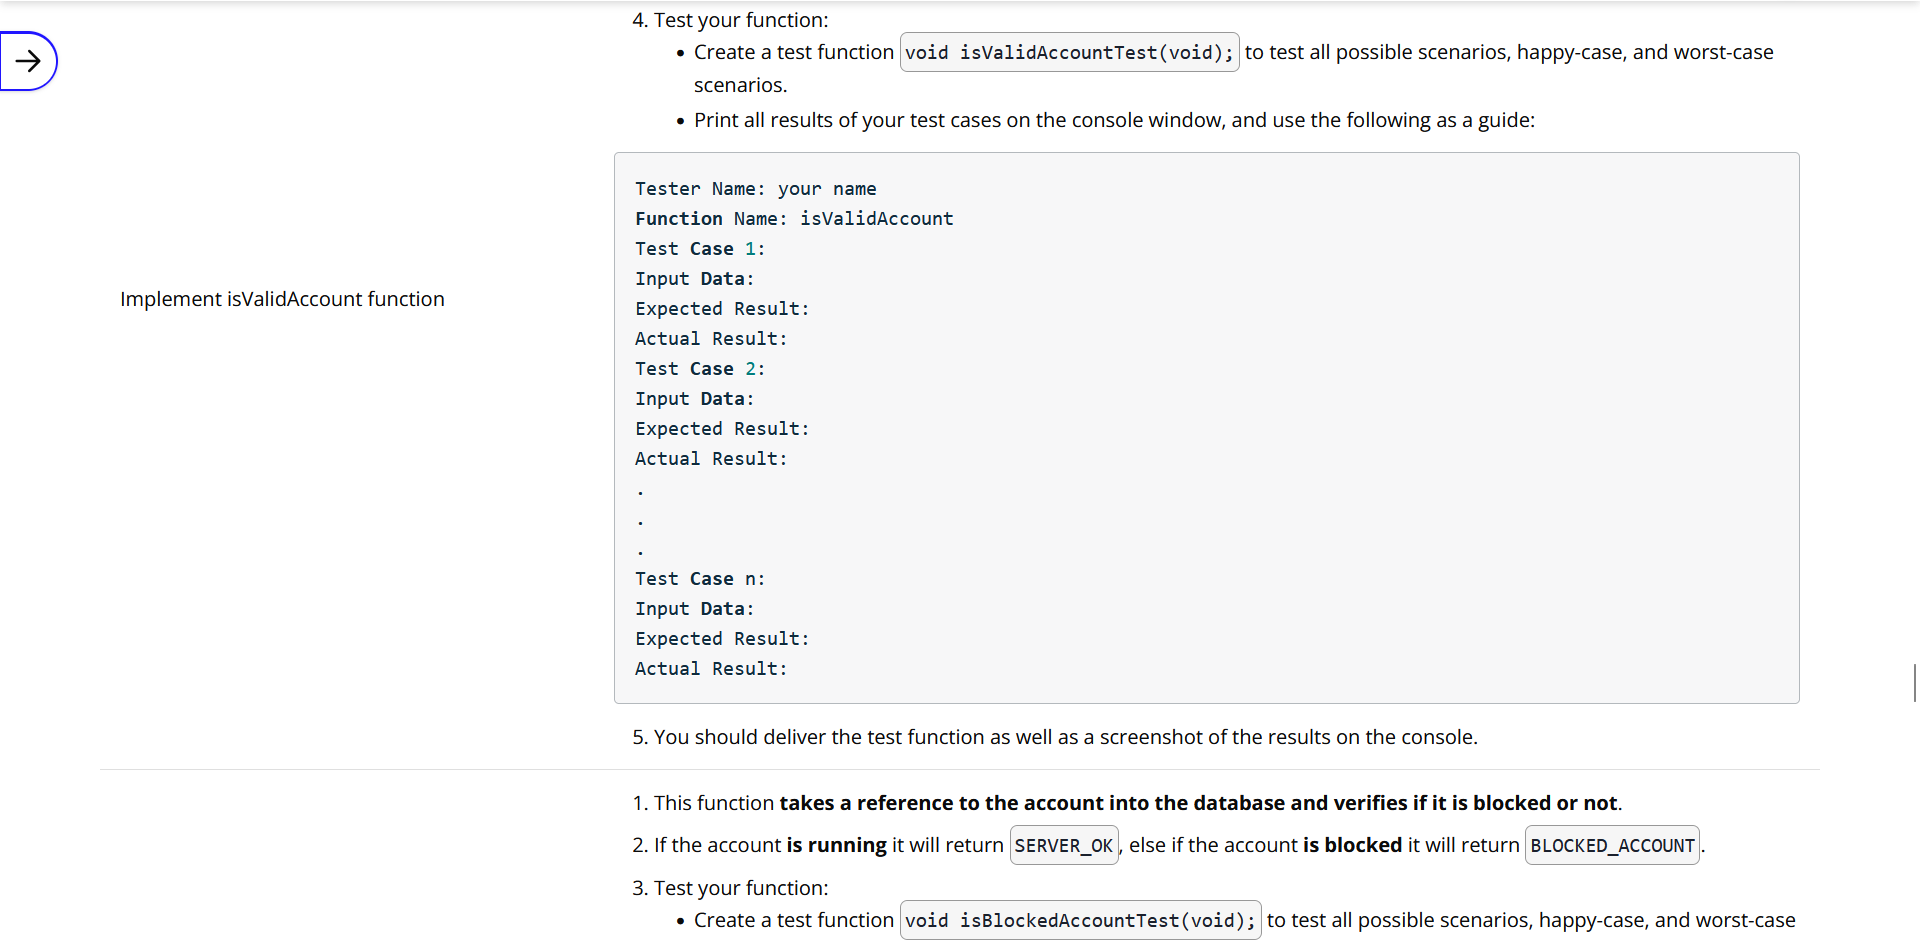 4. Test your function:
• Create a test function void isValidAccountTest(void); to test all possible scenarios, happy-case, and worst-case
scenarios.
• Print all results of your test cases on the console window, and use the following as a guide:
Tester Name: your name
Function Name: isValidAccount
Test Case 1:
Input Data:
Expected Result:
Actual Result:
Test Case 2:
Input Data:
Expected Result:
Actual Result:
.
.
.
Test Case n:
Input Data:
Expected Result:
Actual Result:
Implement isValidAccount function
5. You should deliver the test function as well as a screenshot of the results on the console.
1. This function takes a reference to the account into the database and verifies if it is blocked or not.
2. If the account is running it will return SERVER_OK, else if the account is blocked it will return BLOCKED_ACCOUNT.
3. Test your function:
• Create a test function void isBlockedAccountTest(void); to test all possible scenarios, happy-case, and worst-case